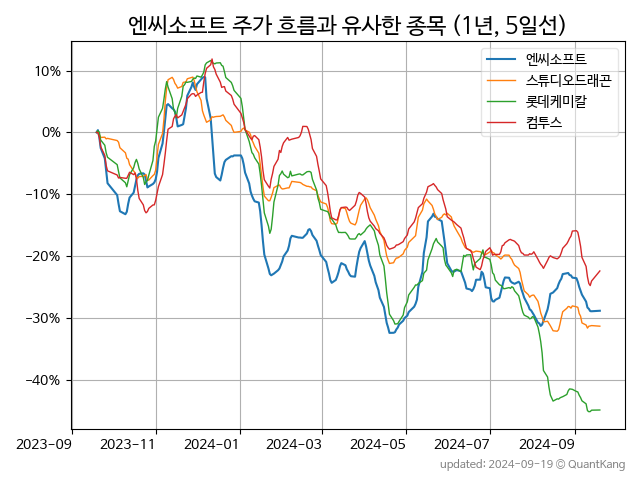 엔씨소프트 주가 흐름과 유사한 종목 (1년, 5일선)
엔씨소프트
스튜디오드래곤
롯데케미칼
컴투스
10%
0%
−10%
−20%
−30%
−40%
2023-09 2023-11 2024-01 2024-03 2024-05 2024-07 2024-09
updated: 2024-09-19 © QuantKang